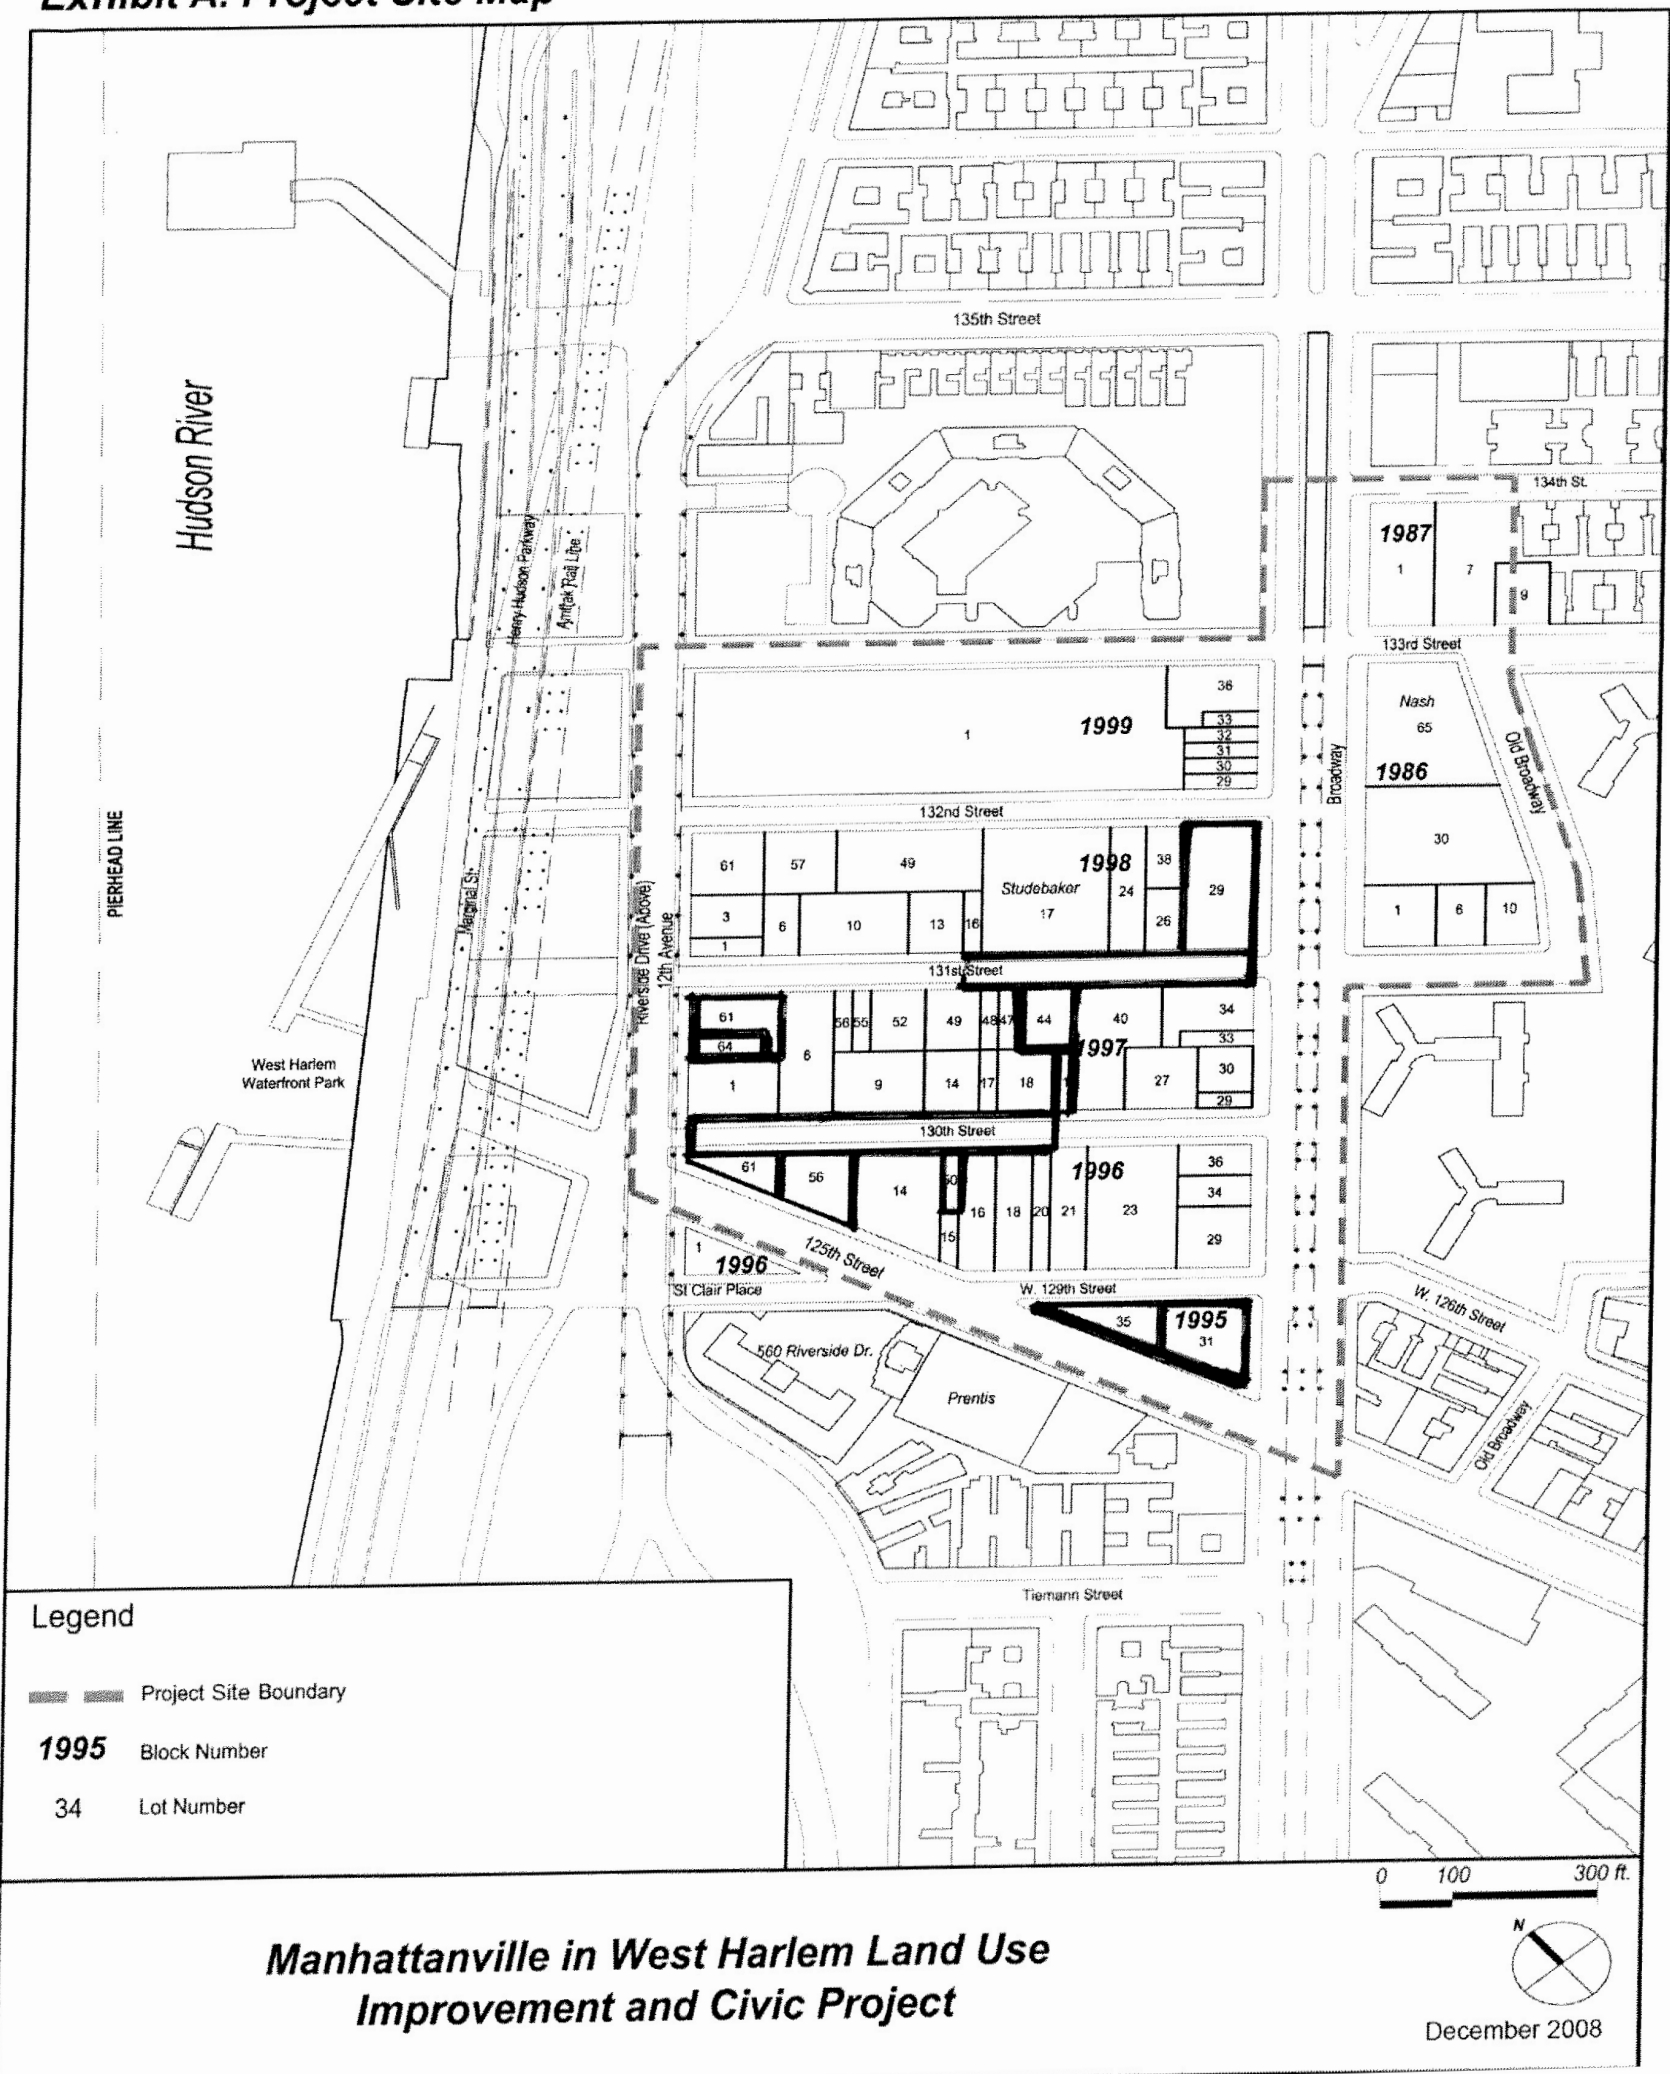 Exhibit A: Project Site Map
135th Street
Hudson River
134th St.
1987
1
7
9
Henry Hudson Parkway
Amtrak Rail Line
133rd Street
36
33
32
31
30
29
1
1999
Nash
65
1986
Old Broadway
Broadway
132nd Street
30
1
6
10
PIERHEAD LINE
Marginal St.
Riverside Drive (Above)
12th Avenue
61
57
49
1998
38
Studebaker
17
24
29
3
6
10
13
16
26
1
131st Street
61
56
55
52
49
48
47
44
40
34
64
6
33
1997
1
9
14
17
18
27
30
29
West Harlem
Waterfront Park
130th Street
61
56
14
1996
36
34
16
18
20
21
23
15
29
1
1996
125th Street
St Clair Place
W. 129th Street
35
1995
31
W. 126th Street
560 Riverside Dr.
Prentis
Old Broadway
Tiemann Street
Legend
Project Site Boundary
1995 Block Number
34 Lot Number
0 100 300 ft.
N
Manhattanville in West Harlem Land Use
Improvement and Civic Project
December 2008